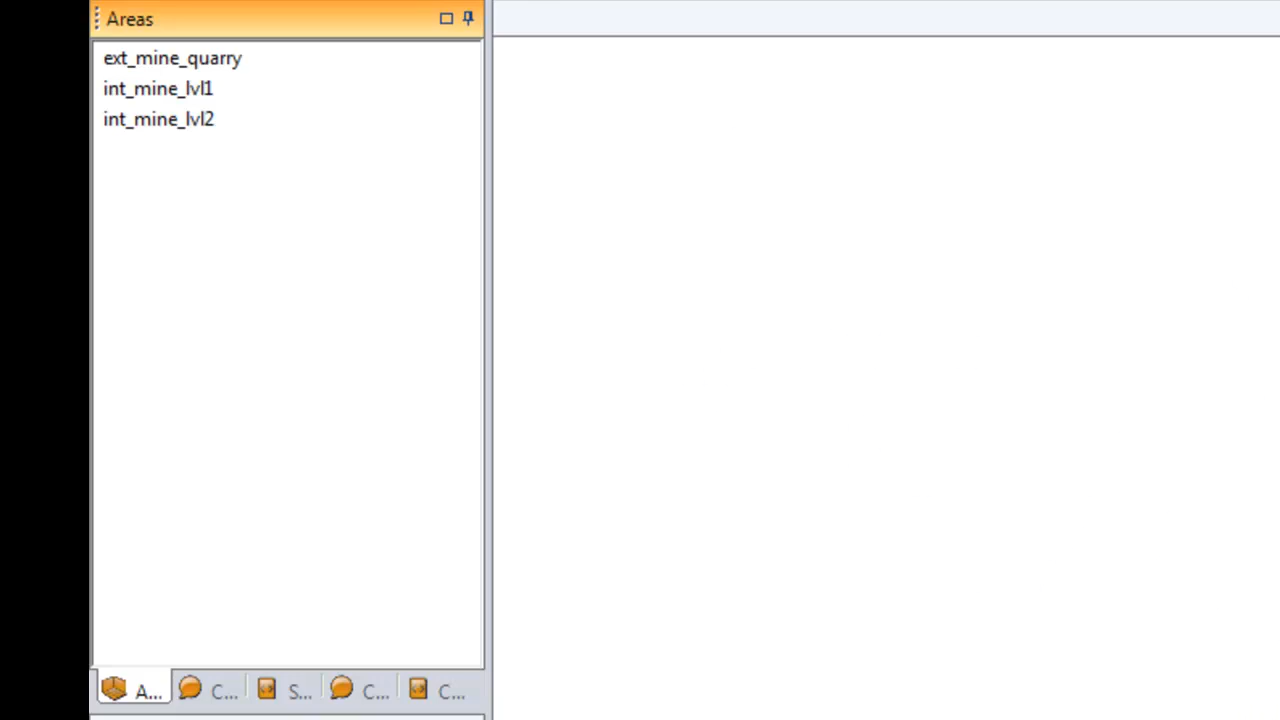 Areas
ext_mine_quarry
int_mine_lvl1
int_mine_lvl2
A... C... S... C... C...